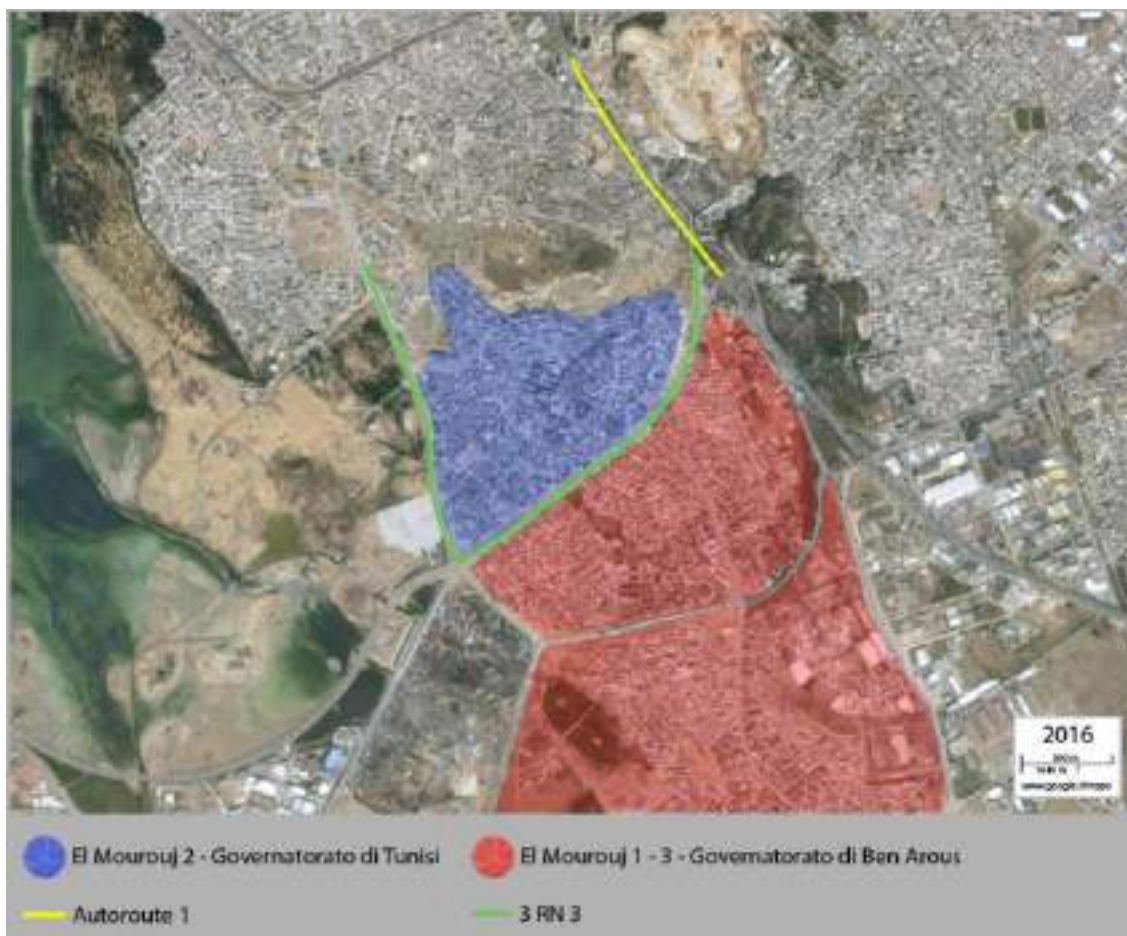 2016
El Mourouj 2 - Governatorato di Tunisi
El Mourouj 1 - 3 - Governatorato di Ben Arous
Autoroute 1
3 RN 3